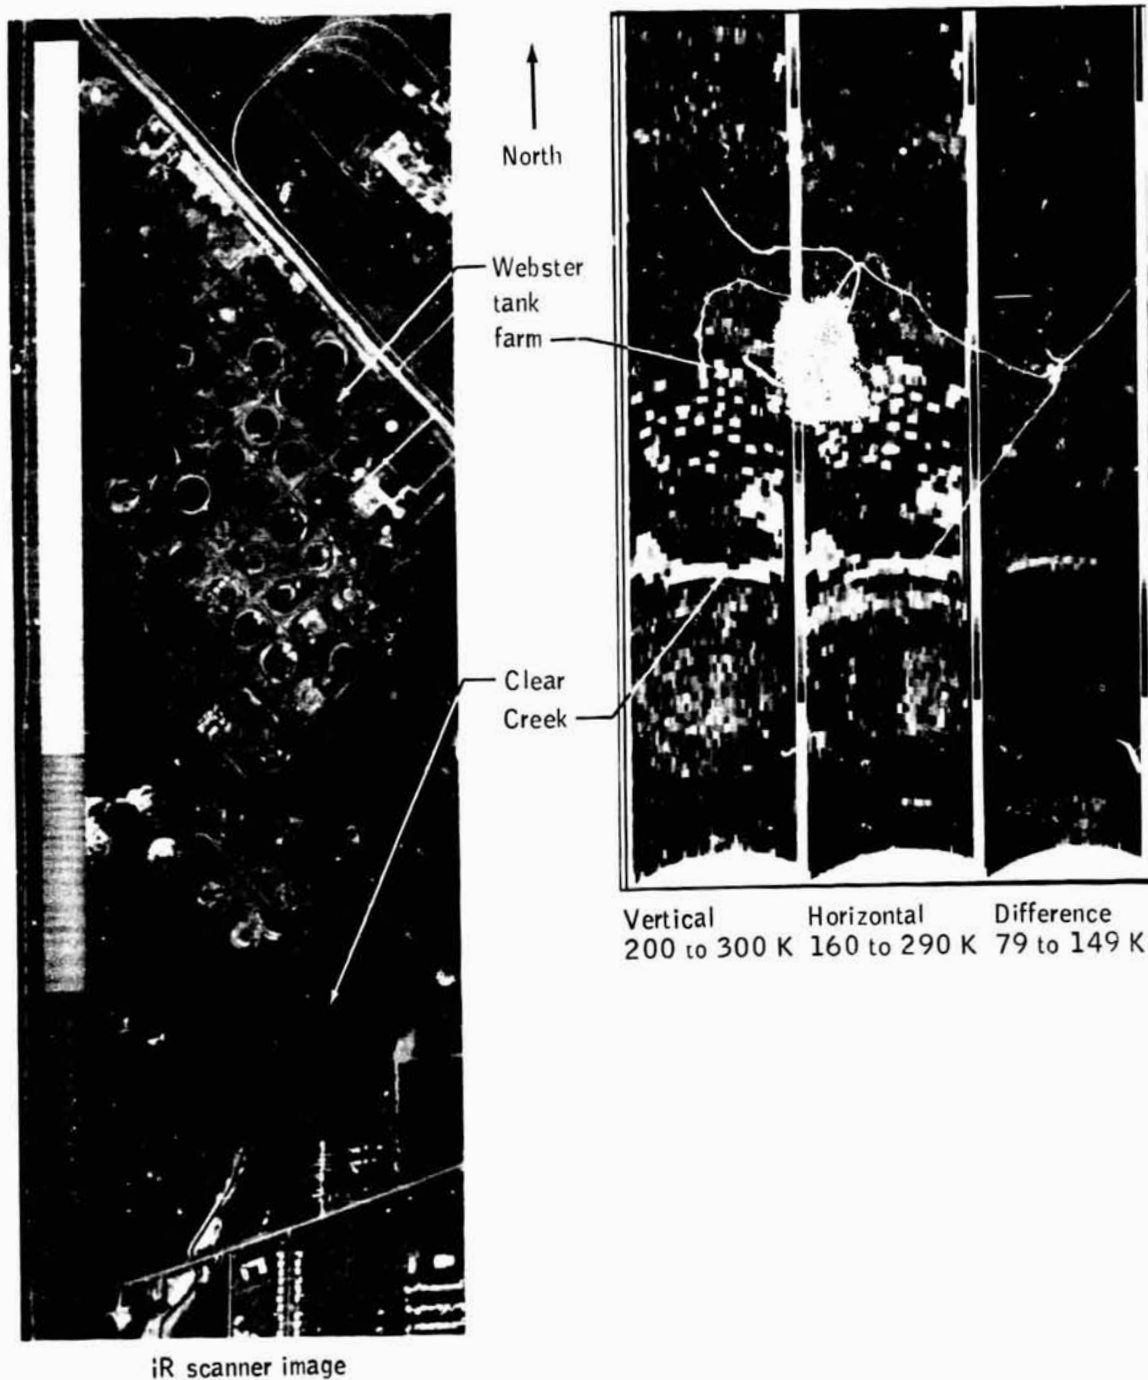 North
Webster
tank
farm
Clear
Creek
Vertical Horizontal Difference
200 to 300 K 160 to 290 K 79 to 149 K
iR scanner image